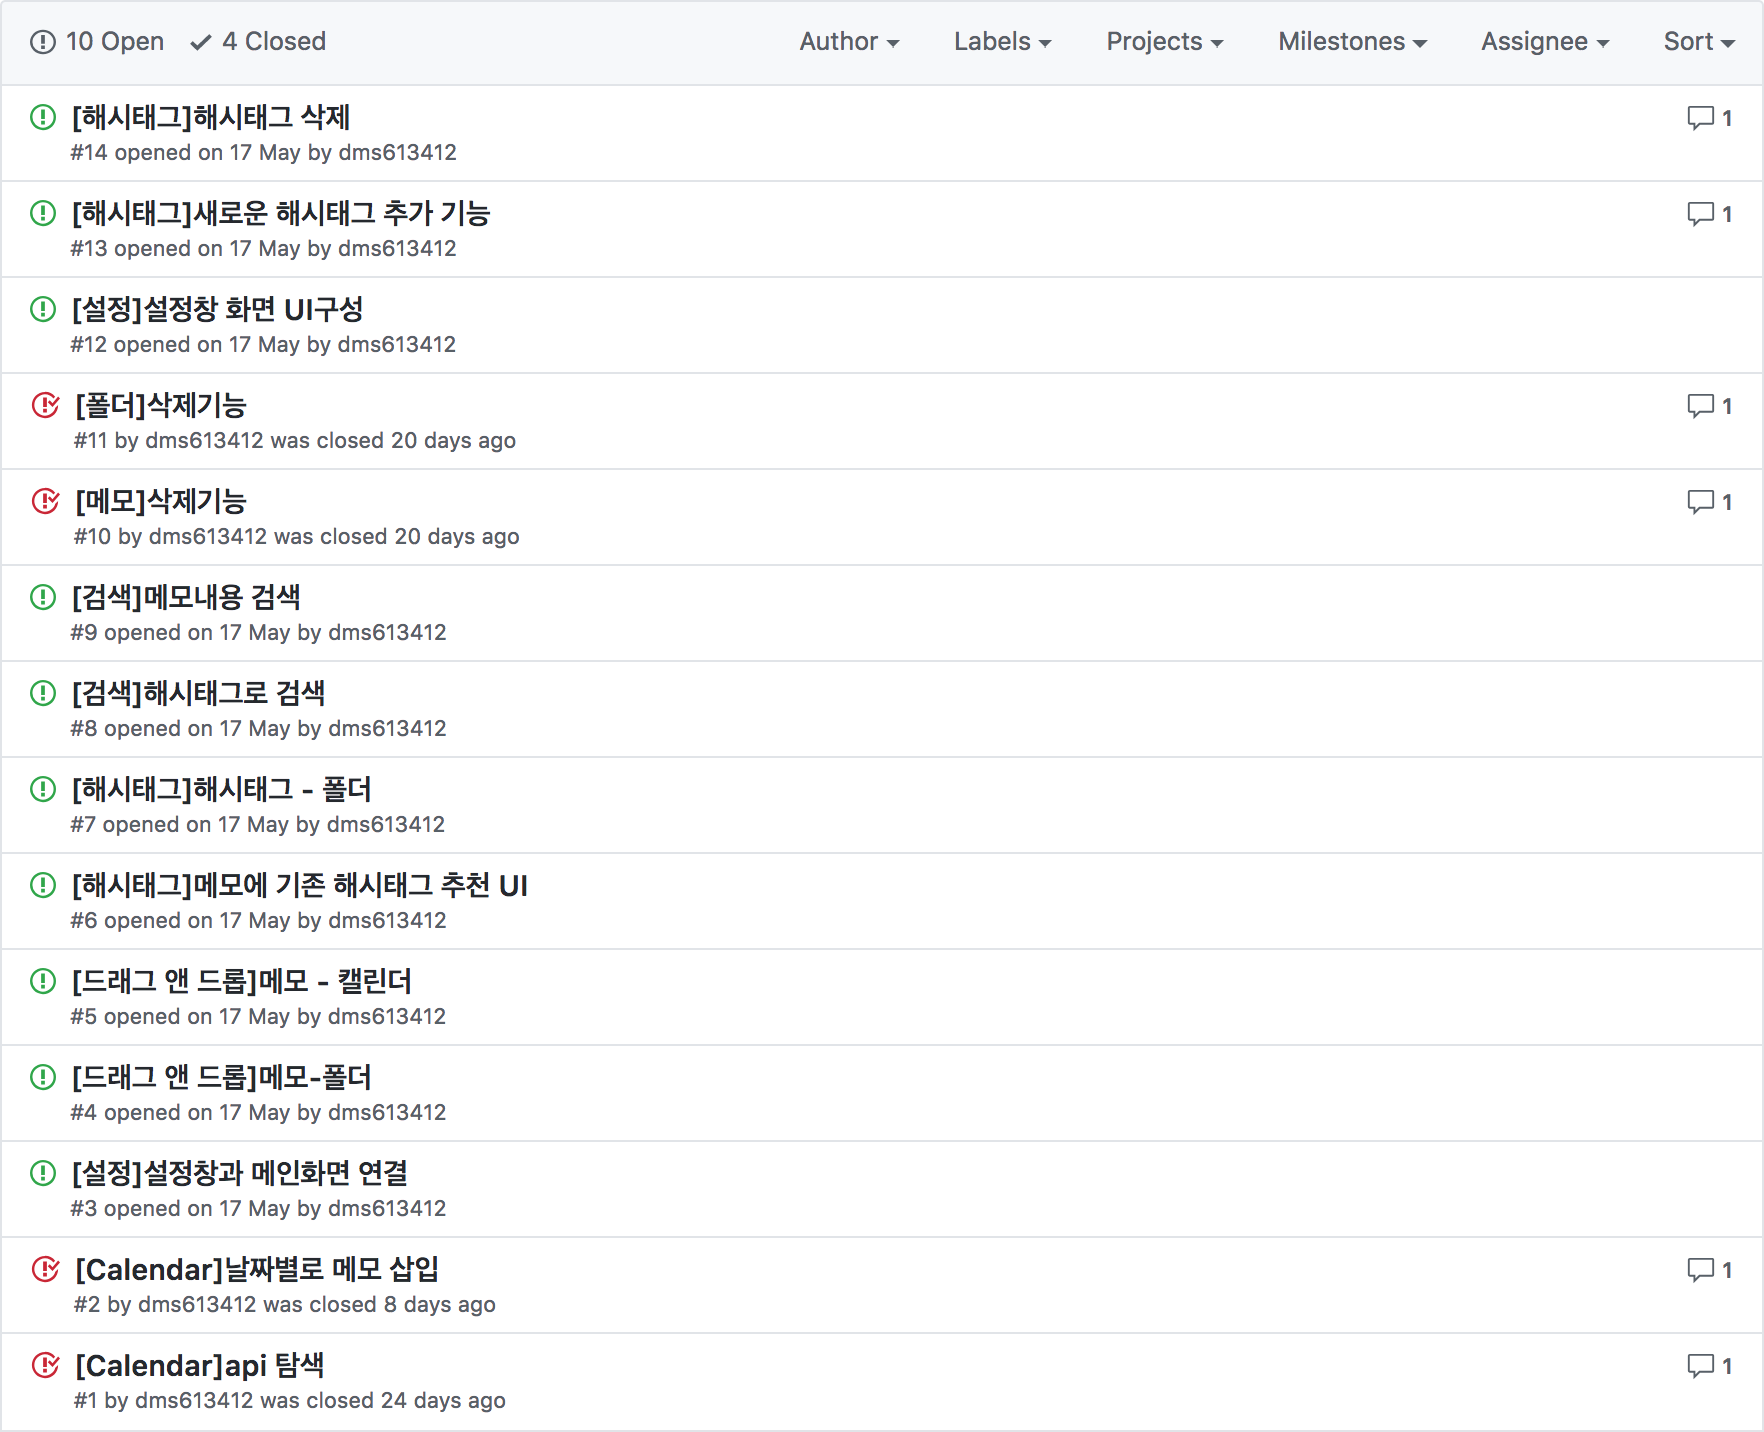 10 Open 4 Closed Author Labels Projects Milestones Assignee Sort
[해시태그]해시태그 삭제 1
#14 opened on 17 May by dms613412
[해시태그]새로운 해시태그 추가 기능 1
#13 opened on 17 May by dms613412
[설정]설정창 화면 UI구성
#12 opened on 17 May by dms613412
[폴더]삭제기능 1
#11 by dms613412 was closed 20 days ago
[메모]삭제기능 1
#10 by dms613412 was closed 20 days ago
[검색]메모내용 검색
#9 opened on 17 May by dms613412
[검색]해시태그로 검색
#8 opened on 17 May by dms613412
[해시태그]해시태그 - 폴더
#7 opened on 17 May by dms613412
[해시태그]메모에 기존 해시태그 추천 UI
#6 opened on 17 May by dms613412
[드래그 앤 드롭]메모 - 캘린더
#5 opened on 17 May by dms613412
[드래그 앤 드롭]메모-폴더
#4 opened on 17 May by dms613412
[설정]설정창과 메인화면 연결
#3 opened on 17 May by dms613412
[Calendar]날짜별로 메모 삽입 1
#2 by dms613412 was closed 8 days ago
[Calendar]api 탐색 1
#1 by dms613412 was closed 24 days ago